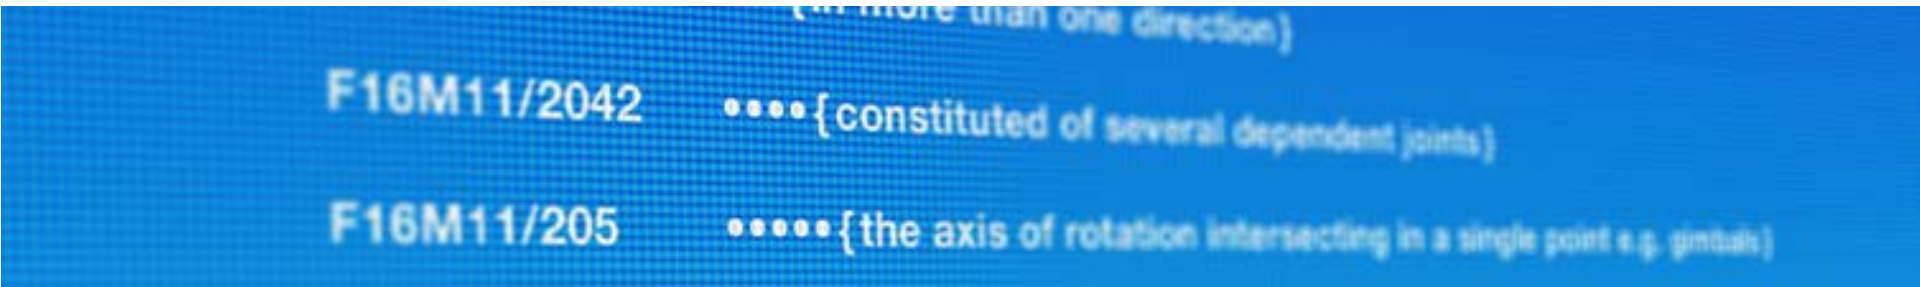 {in more than one direction}
F16M11/2042 ••••{constituted of several dependent joints}
F16M11/205 •••••{the axis of rotation intersecting in a single point e.g. gimbals}